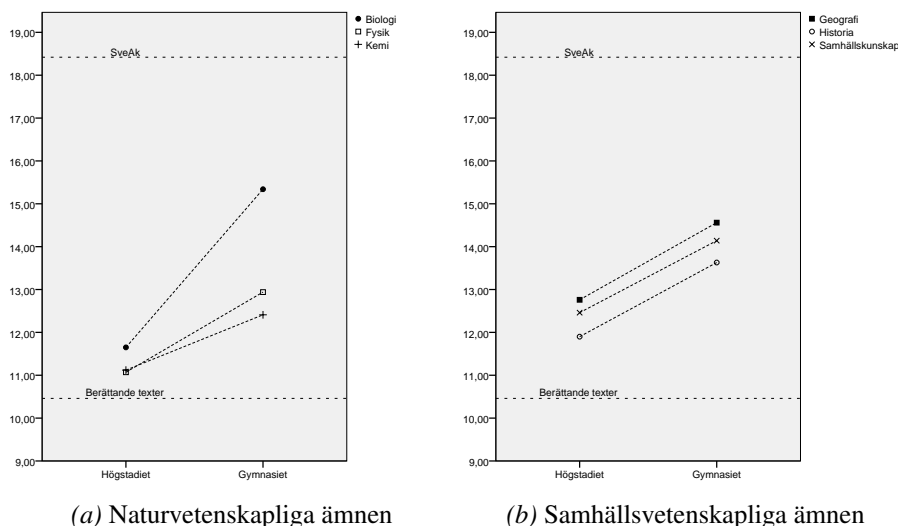 19,00
18,00
17,00
16,00
15,00
14,00
13,00
12,00
11,00
10,00
9,00
SveAk
Berättande texter
Högstadiet Gymnasiet
Biologi
Fysik
Kemi
(a) Naturvetenskapliga ämnen
19,00
18,00
17,00
16,00
15,00
14,00
13,00
12,00
11,00
10,00
9,00
SveAk
Berättande texter
Högstadiet Gymnasiet
Geografi
Historia
Samhällskunskap
(b) Samhällsvetenskapliga ämnen